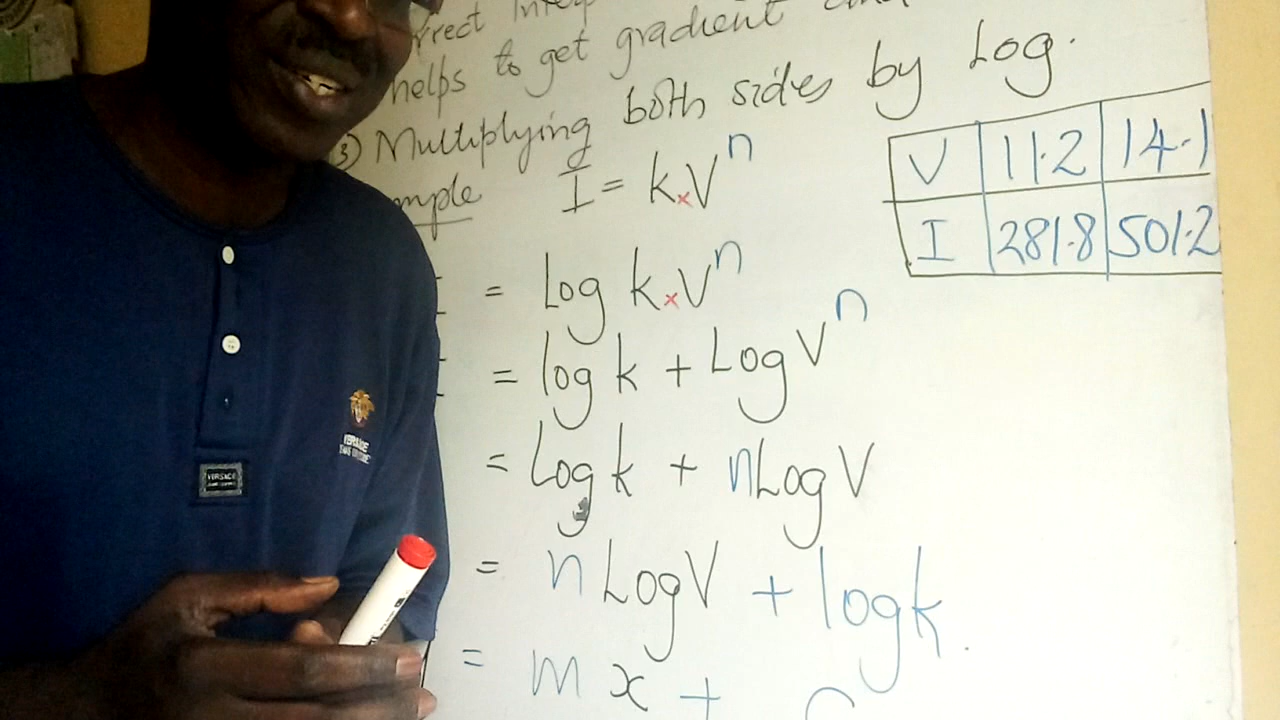 helps to get gradient
3) Multiplying both sides by Log.
I = k x V^n
V 11.2 14.1
I 281.8 501.2
= Log k x V^n
= log k + Log V^n
= Log k + n Log V
= n Log V + log k.
= m x +
VERSACE